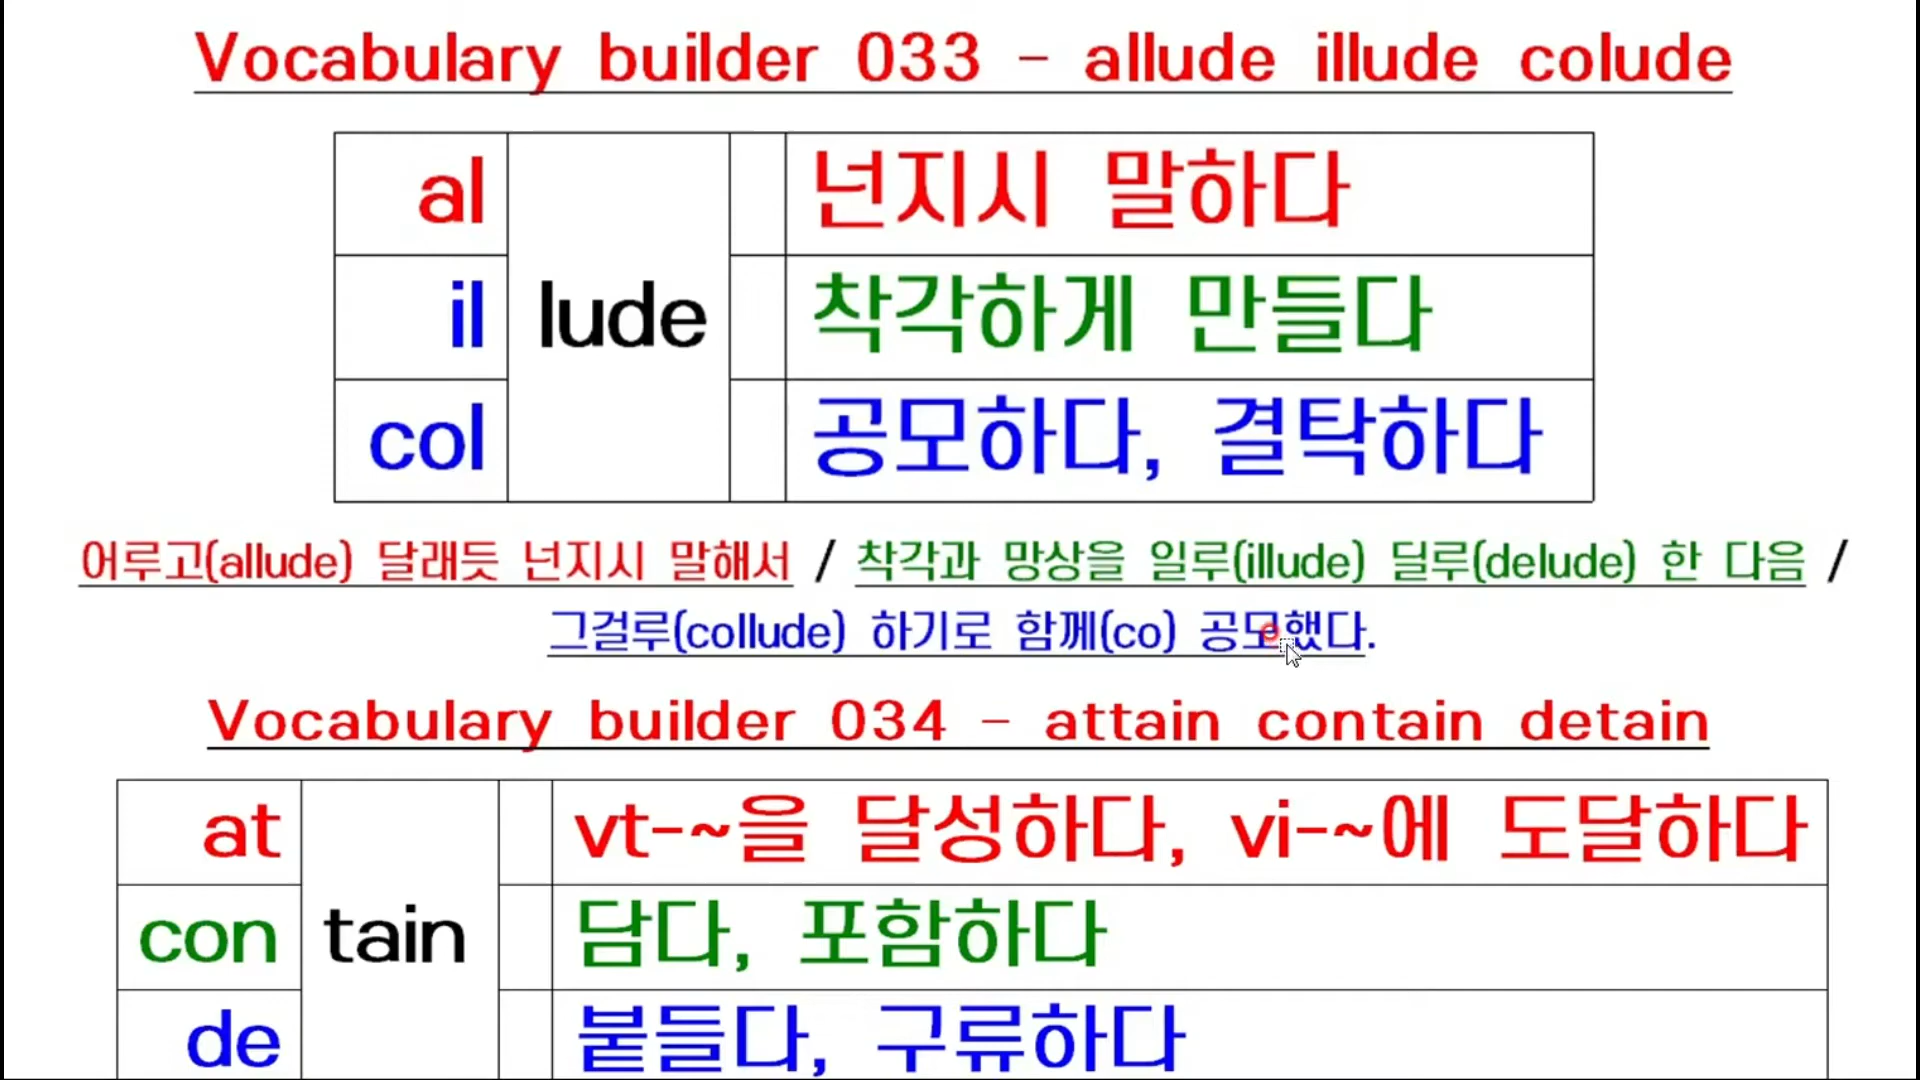 Vocabulary builder 033 - allude illude colude
al 넌지시 말하다
il lude 착각하게 만들다
col 공모하다, 결탁하다
어루고(allude) 달래듯 넌지시 말해서 / 착각과 망상을 일루(illude) 딜루(delude) 한 다음 /
그걸루(collude) 하기로 함께(co) 공모했다.
Vocabulary builder 034 - attain contain detain
at vt-~을 달성하다, vi-~에 도달하다
con tain 담다, 포함하다
de 붙들다, 구류하다